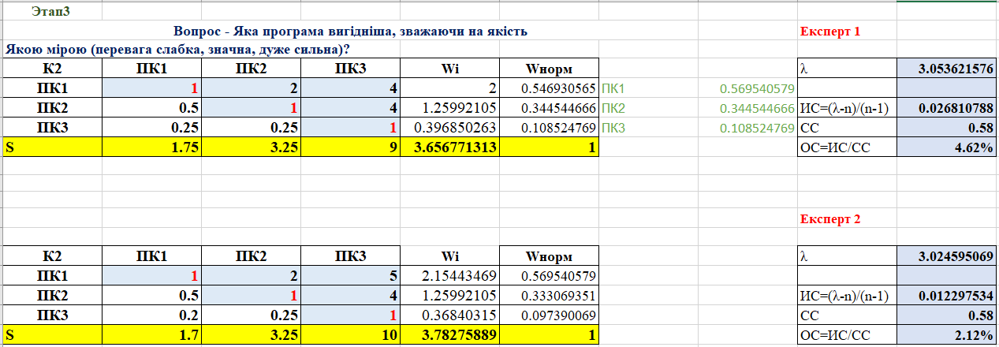 Этап3
Вопрос - Яка програма вигідніша, зважаючи на якість
Експерт 1
Якою мірою (перевага слабка, значна, дуже сильна)?
К2 ПК1 ПК2 ПК3 Wi Wнорм λ 3.053621576
ПК1 1 2 4 2 0.546930565 ПК1 0.569540579
ПК2 0.5 1 4 1.25992105 0.344544666 ПК2 0.344544666 ИС=(λ-n)/(n-1) 0.026810788
ПК3 0.25 0.25 1 0.396850263 0.108524769 ПК3 0.108524769 СС 0.58
S 1.75 3.25 9 3.656771313 1 ОС=ИС/СС 4.62%
Експерт 2
К2 ПК1 ПК2 ПК3 Wi Wнорм λ 3.024595069
ПК1 1 2 5 2.15443469 0.569540579
ПК2 0.5 1 4 1.25992105 0.333069351 ИС=(λ-n)/(n-1) 0.012297534
ПК3 0.2 0.25 1 0.36840315 0.097390069 СС 0.58
S 1.7 3.25 10 3.78275889 1 ОС=ИС/СС 2.12%